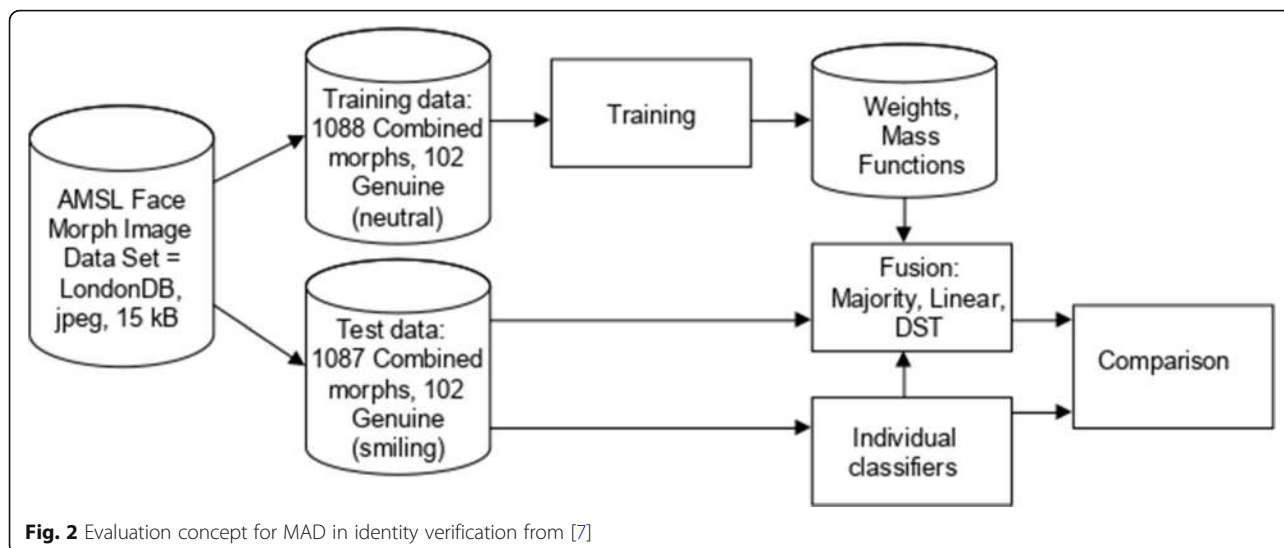 AMSL Face
Morph Image
Data Set =
LondonDB,
jpeg, 15 kB
Training data:
1088 Combined
morphs, 102
Genuine
(neutral)
Training
Weights,
Mass
Functions
Test data:
1087 Combined
morphs, 102
Genuine
(smiling)
Fusion:
Majority, Linear,
DST
Individual
classifiers
Comparison
Fig. 2 Evaluation concept for MAD in identity verification from [7]